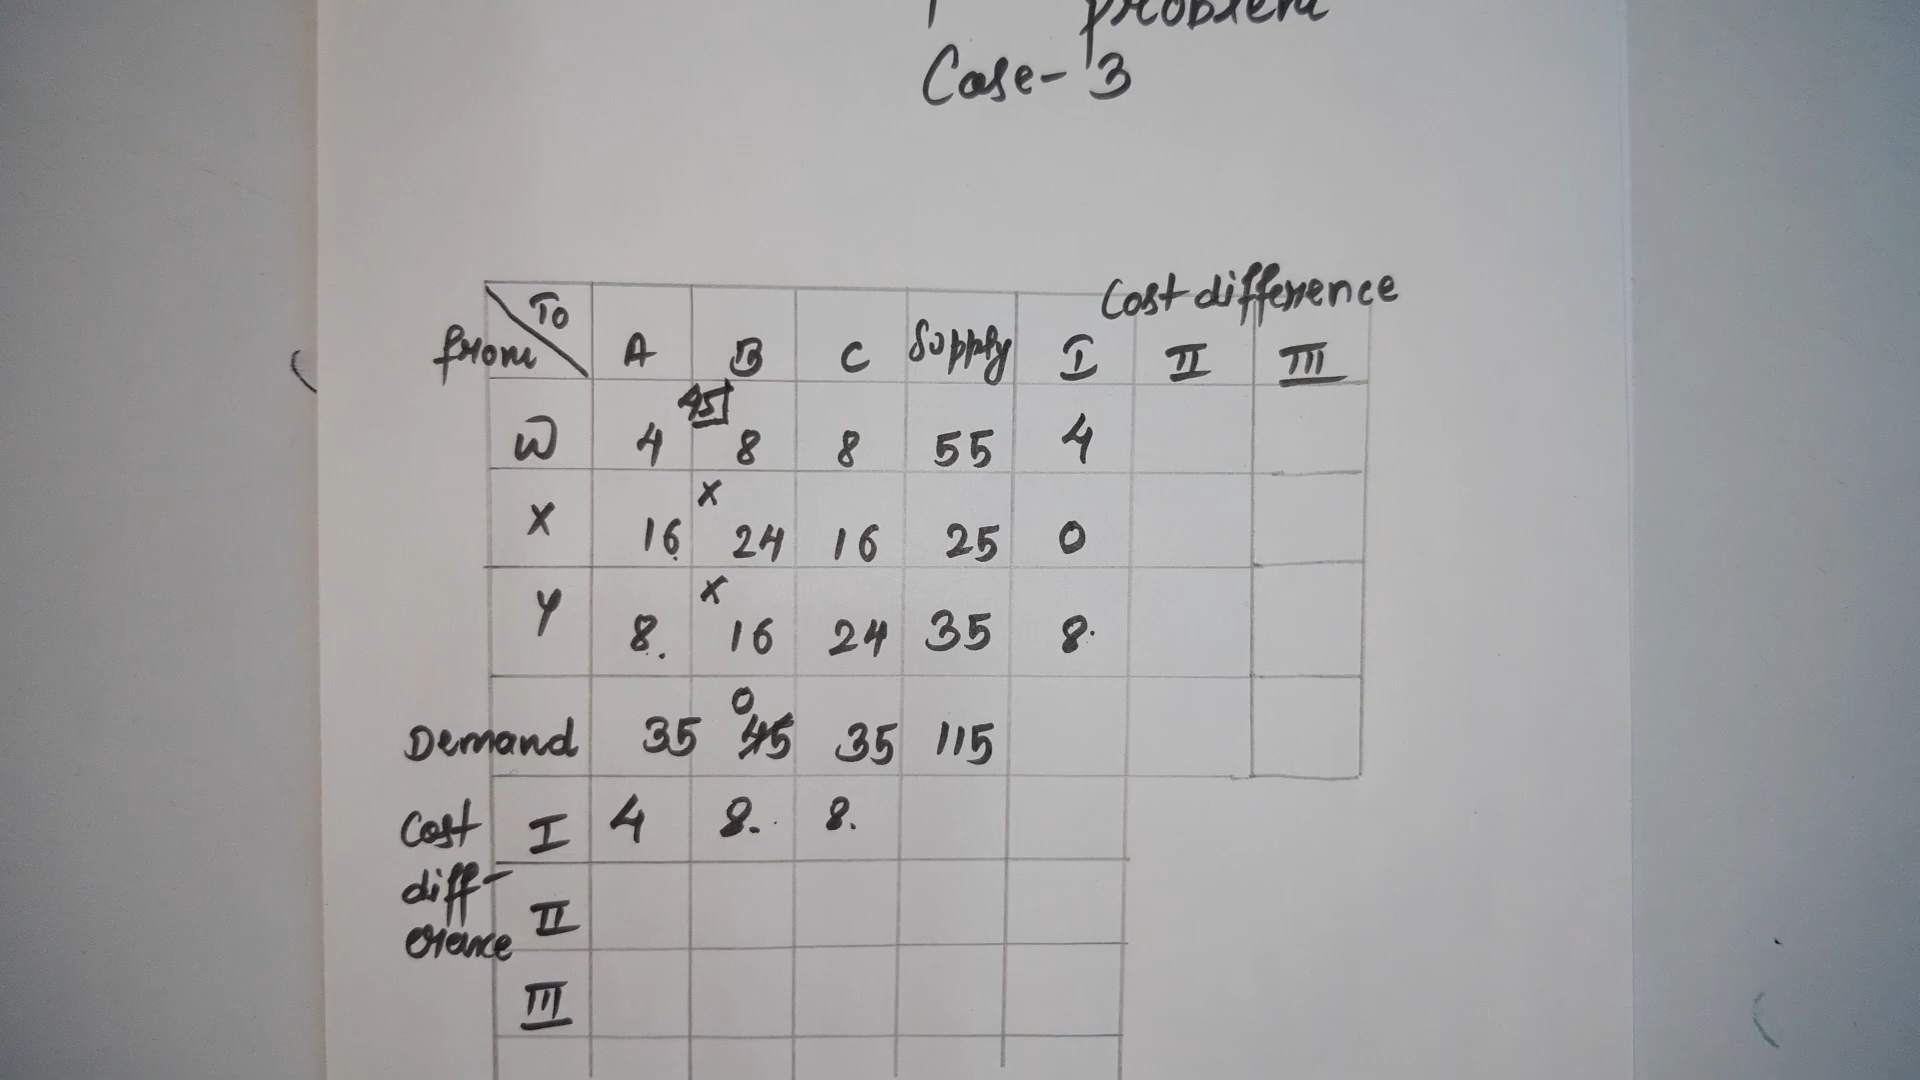 problem
Case-3
Cost difference
To
from A B C Supply I II III
45
W 4 8 8 55 4
x
X 16 24 16 25 0
x
Y 8. 16 24 35 8.
0
Demand 35 45 35 115
Cost I 4 8. 8.
diff-
erence II
III